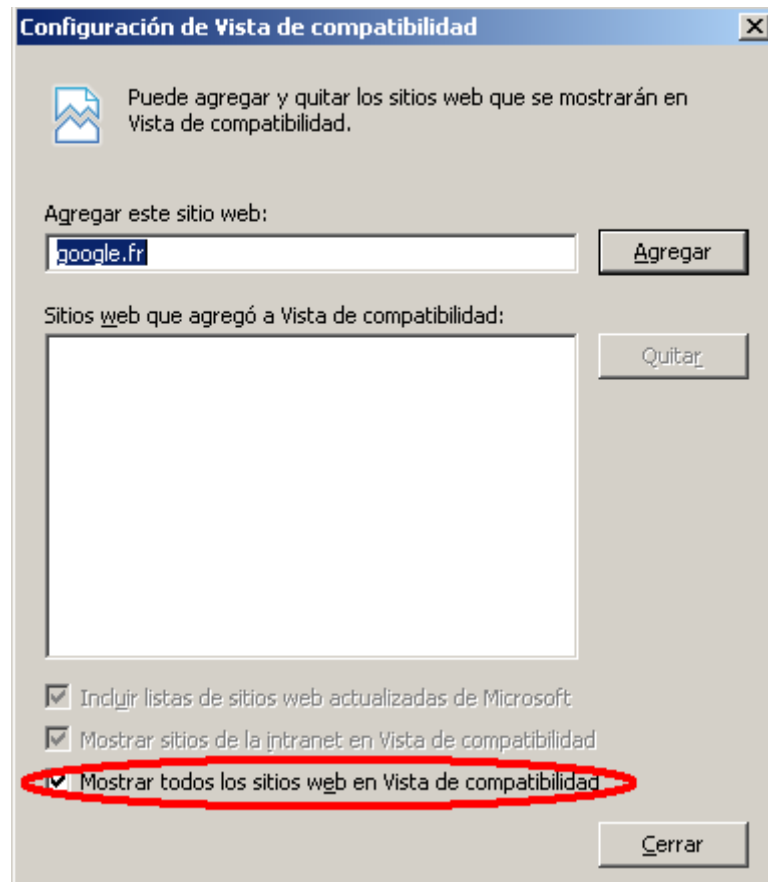 Configuración de Vista de compatibilidad
Puede agregar y quitar los sitios web que se mostrarán en
Vista de compatibilidad.
Agregar este sitio web:
google.fr
Agregar
Sitios web que agregó a Vista de compatibilidad:
Quitar
Incluir listas de sitios web actualizadas de Microsoft
Mostrar sitios de la intranet en Vista de compatibilidad
Mostrar todos los sitios web en Vista de compatibilidad
Cerrar